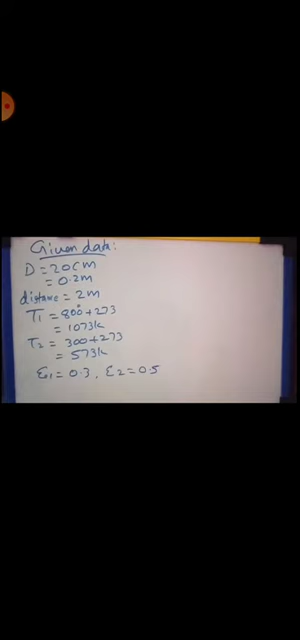 Given data:
D = 20cm
= 0.2m
distance = 2m
T1 = 800° + 273
= 1073k
T2 = 300 + 273
= 573k
ε1 = 0.3, ε2 = 0.5